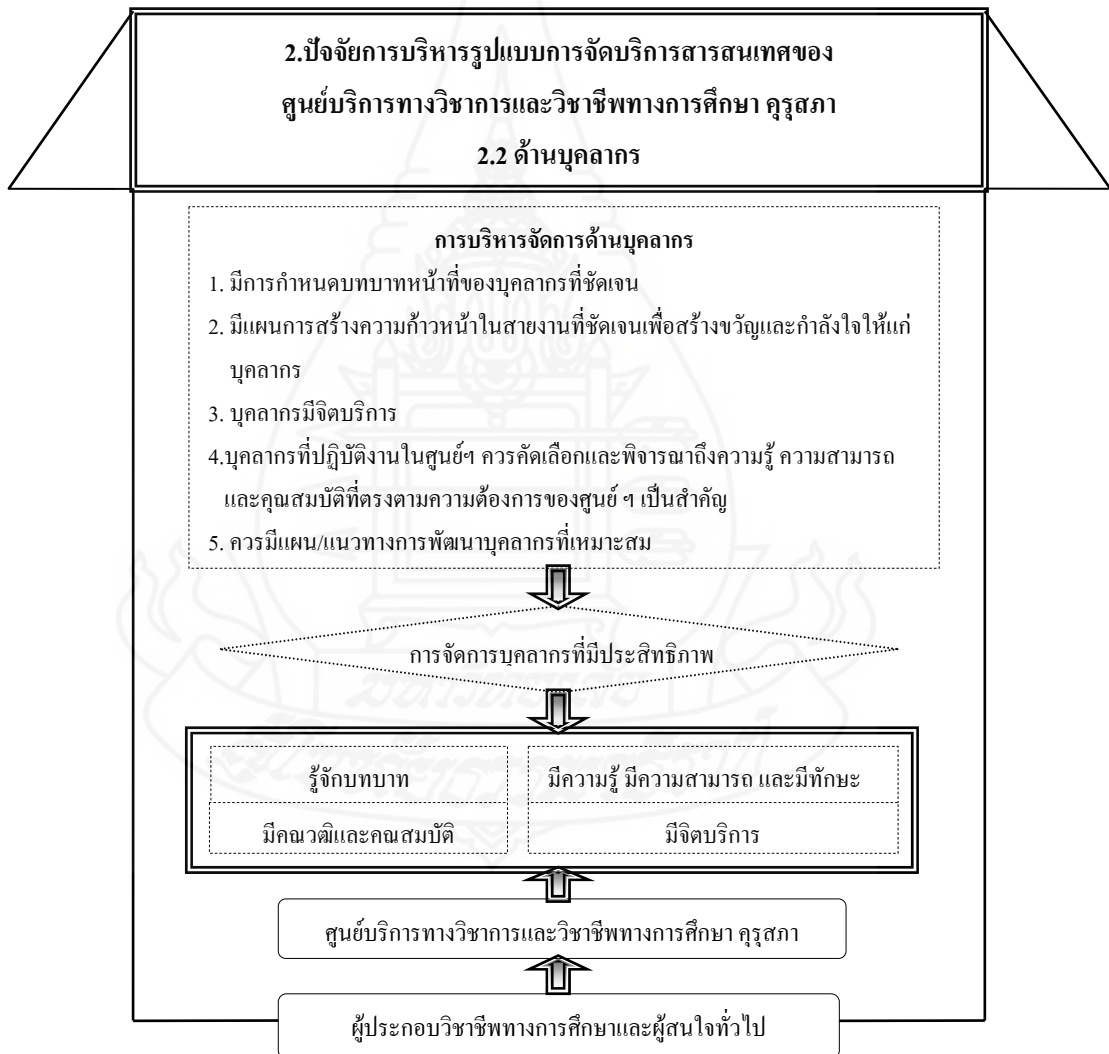 2.ปัจจัยการบริหารรูปแบบการจัดบริการสารสนเทศของ
ศูนย์บริการทางวิชาการและวิชาชีพทางการศึกษา คุรุสภา
2.2 ด้านบุคลากร
การบริหารจัดการด้านบุคลากร
1. มีการกำหนดบทบาทหน้าที่ของบุคลากรที่ชัดเจน
2. มีแผนการสร้างความก้าวหน้าในสายงานที่ชัดเจนเพื่อสร้างขวัญและกำลังใจให้แก่
บุคลากร
3. บุคลากรมีจิตบริการ
4.บุคลากรที่ปฏิบัติงานในศูนย์ฯ ควรคัดเลือกและพิจารณาถึงความรู้ ความสามารถ
และคุณสมบัติที่ตรงตามความต้องการของศูนย์ ฯ เป็นสำคัญ
5. ควรมีแผน/แนวทางการพัฒนาบุคลากรที่เหมาะสม
การจัดการบุคลากรที่มีประสิทธิภาพ
รู้จักบทบาท
มีความรู้ มีความสามารถ และมีทักษะ
มีคุณวุฒิและคุณสมบัติ
มีจิตบริการ
ศูนย์บริการทางวิชาการและวิชาชีพทางการศึกษา คุรุสภา
ผู้ประกอบวิชาชีพทางการศึกษาและผู้สนใจทั่วไป